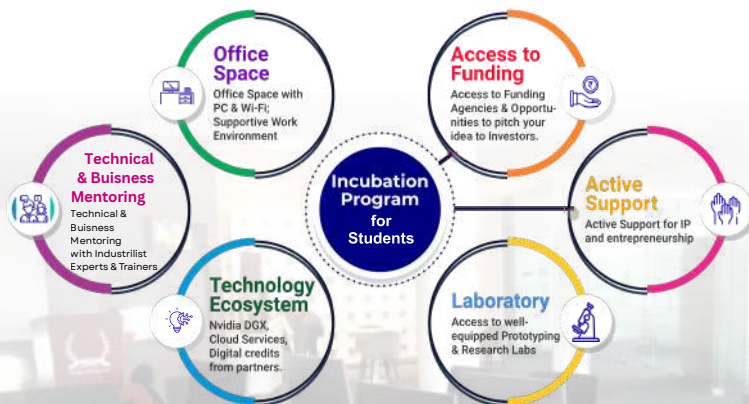 Office
Space
Office Space with
PC & Wi-Fi;
Supportive Work
Environment
Access to
Funding
Access to Funding
Agencies & Opportu-
nities to pitch your
idea to Investors.
Technical
& Buisness
Mentoring
Technical &
Buisness
Mentoring
with Industrilist
Experts & Trainers
Incubation
Program
for
Students
Active
Support
Active Support for IP
and entrepreneurship
Technology
Ecosystem
Nvidia DGX,
Cloud Services,
Digital credits
from partners.
Laboratory
Access to well-
equipped Prototyping
& Research Labs